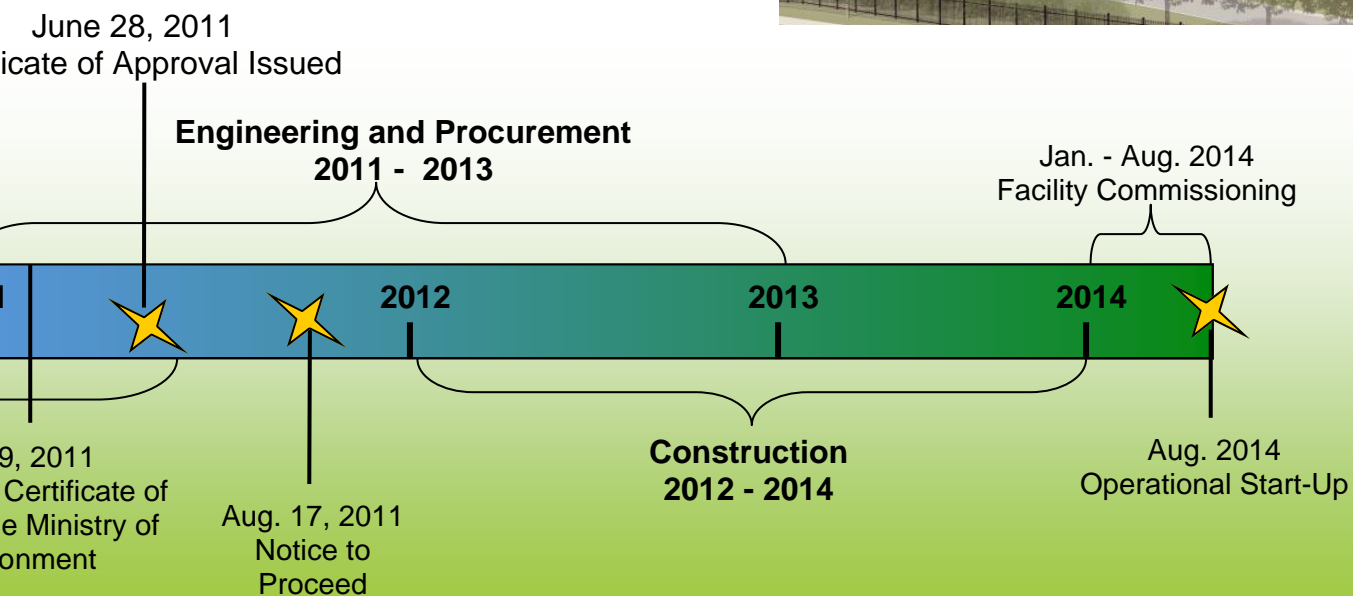 June 28, 2011
icate of Approval Issued
Engineering and Procurement
2011 - 2013
Jan. - Aug. 2014
Facility Commissioning
2012
2013
2014
9, 2011
Certificate of
e Ministry of
onment
Aug. 17, 2011
Notice to
Proceed
Construction
2012 - 2014
Aug. 2014
Operational Start-Up